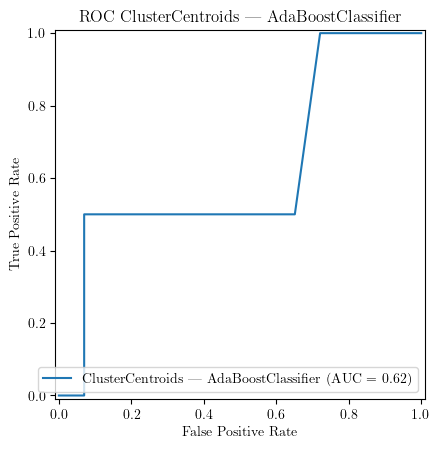 ROC ClusterCentroids — AdaBoostClassifier
1.0
0.8
0.6
0.4
0.2
0.0
True Positive Rate
ClusterCentroids — AdaBoostClassifier (AUC = 0.62)
0.0 0.2 0.4 0.6 0.8 1.0
False Positive Rate